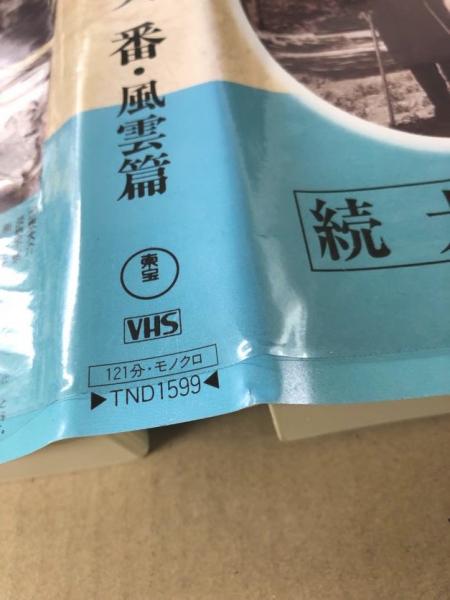 番・風雲篇
続
東宝
VHS
121分・モノクロ
▶TND1599◀